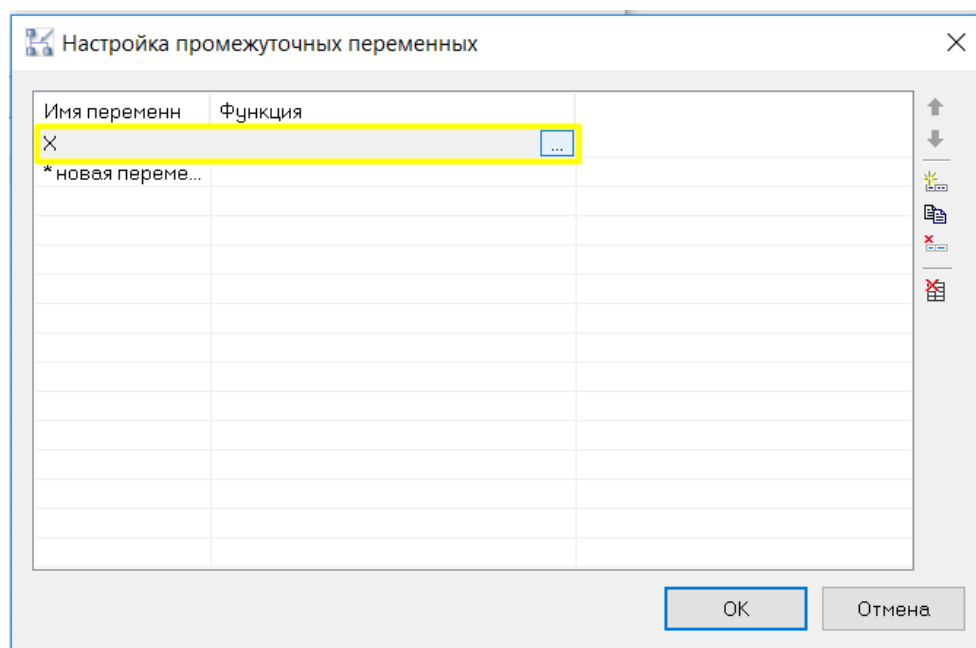 Настройка промежуточных переменных
Имя переменн Функция
X ...
* новая переме...
OK Отмена